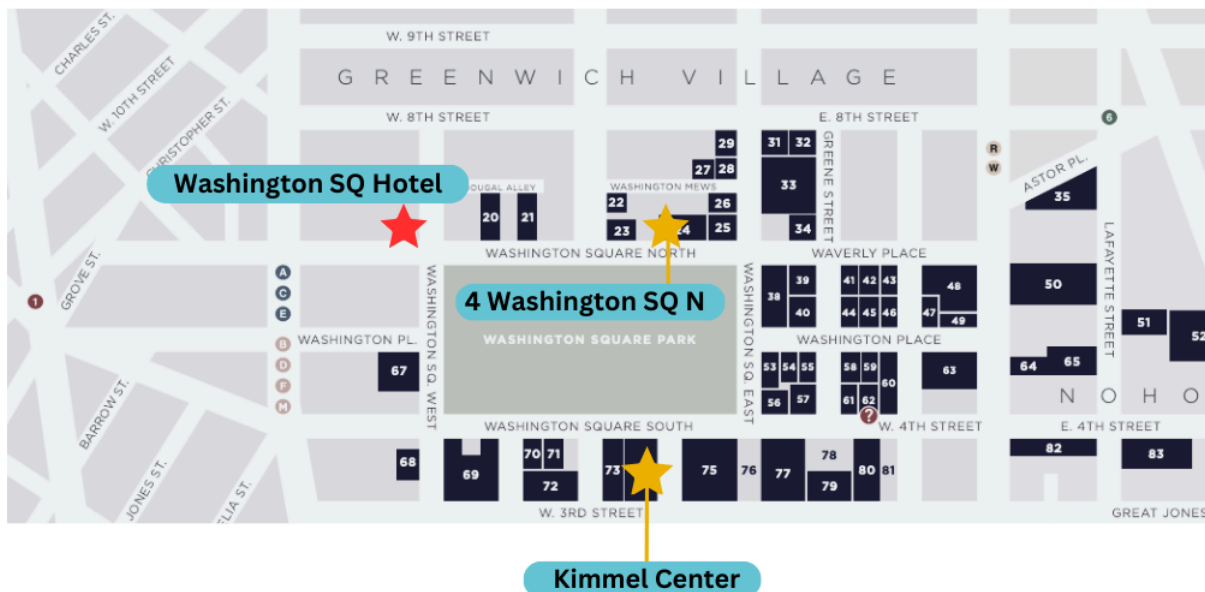 W. 9TH STREET
CHARLES ST.
GREENWICH VILLAGE
W. 10TH STREET
W. 8TH STREET
E. 8TH STREET
6
CHRISTOPHER ST.
29
31 32
GREENE STREET
R
W
27 28
33
ASTOR PL.
Washington SQ Hotel
WASHINGTON MEWS
35
20 21
22
26
23
24
25
34
LAFAYETTE STREET
WASHINGTON SQUARE NORTH
WAVERLY PLACE
GROVE ST.
1
A
C
E
WASHINGTON SQ. WEST
WASHINGTON SQ. EAST
38
39
41 42 43
48
50
4 Washington SQ N
40
44 45 46
47
49
51
52
B
D
F
M
WASHINGTON PL.
WASHINGTON SQUARE PARK
WASHINGTON PLACE
67
53 54 55
58 59
60
63
64
65
56
57
61 62
?
NOHO
BARROW ST.
WASHINGTON SQUARE SOUTH
W. 4TH STREET
E. 4TH STREET
68
69
70 71
72
73
75
76
77
78
79
80
81
82
83
JONES ST.
W. 3RD STREET
GREAT JONES
Kimmel Center